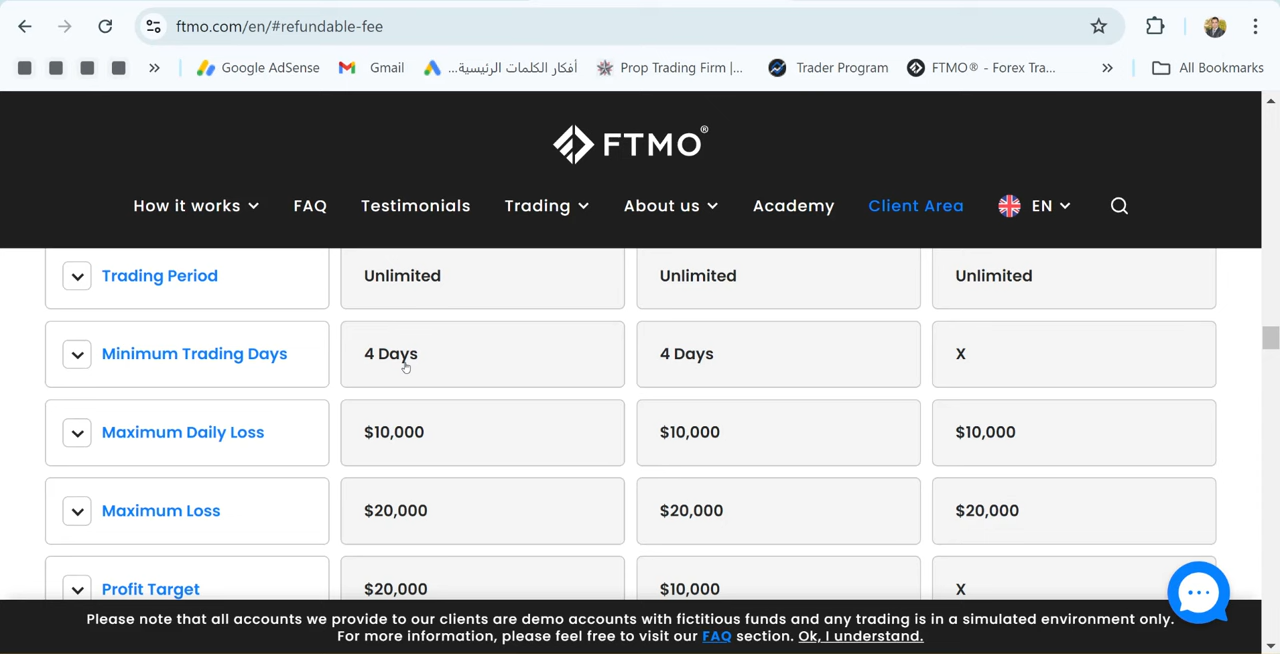 ftmo.com/en/#refundable-fee
Google AdSense Gmail أفكار الكلمات الرئيسية... Prop Trading Firm |... Trader Program FTMO® - Forex Tra... All Bookmarks
FTMO®
How it works FAQ Testimonials Trading About us Academy Client Area EN
Trading Period Unlimited Unlimited Unlimited
Minimum Trading Days 4 Days 4 Days X
Maximum Daily Loss $10,000 $10,000 $10,000
Maximum Loss $20,000 $20,000 $20,000
Profit Target $20,000 $10,000 X
Please note that all accounts we provide to our clients are demo accounts with fictitious funds and any trading is in a simulated environment only.
For more information, please feel free to visit our FAQ section. Ok, I understand.